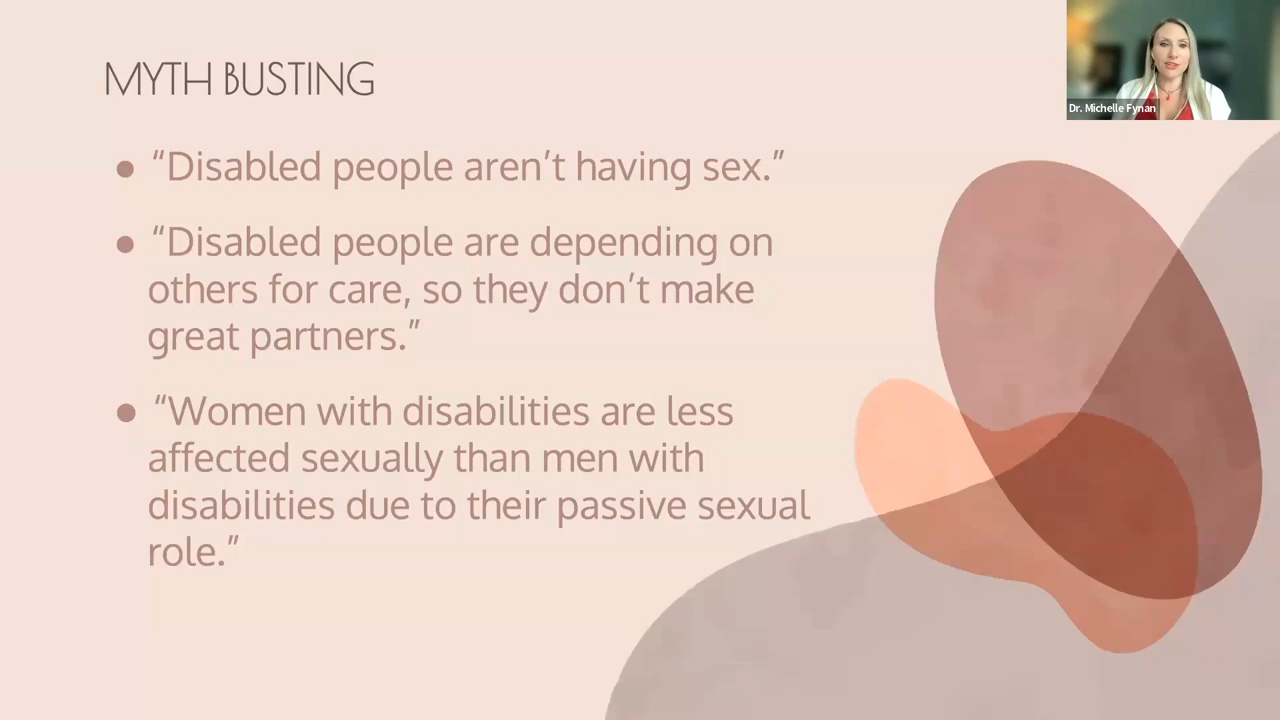 MYTH BUSTING
Dr. Michelle Fynan
● “Disabled people aren’t having sex.”
● “Disabled people are depending on
others for care, so they don’t make
great partners.”
● “Women with disabilities are less
affected sexually than men with
disabilities due to their passive sexual
role.”